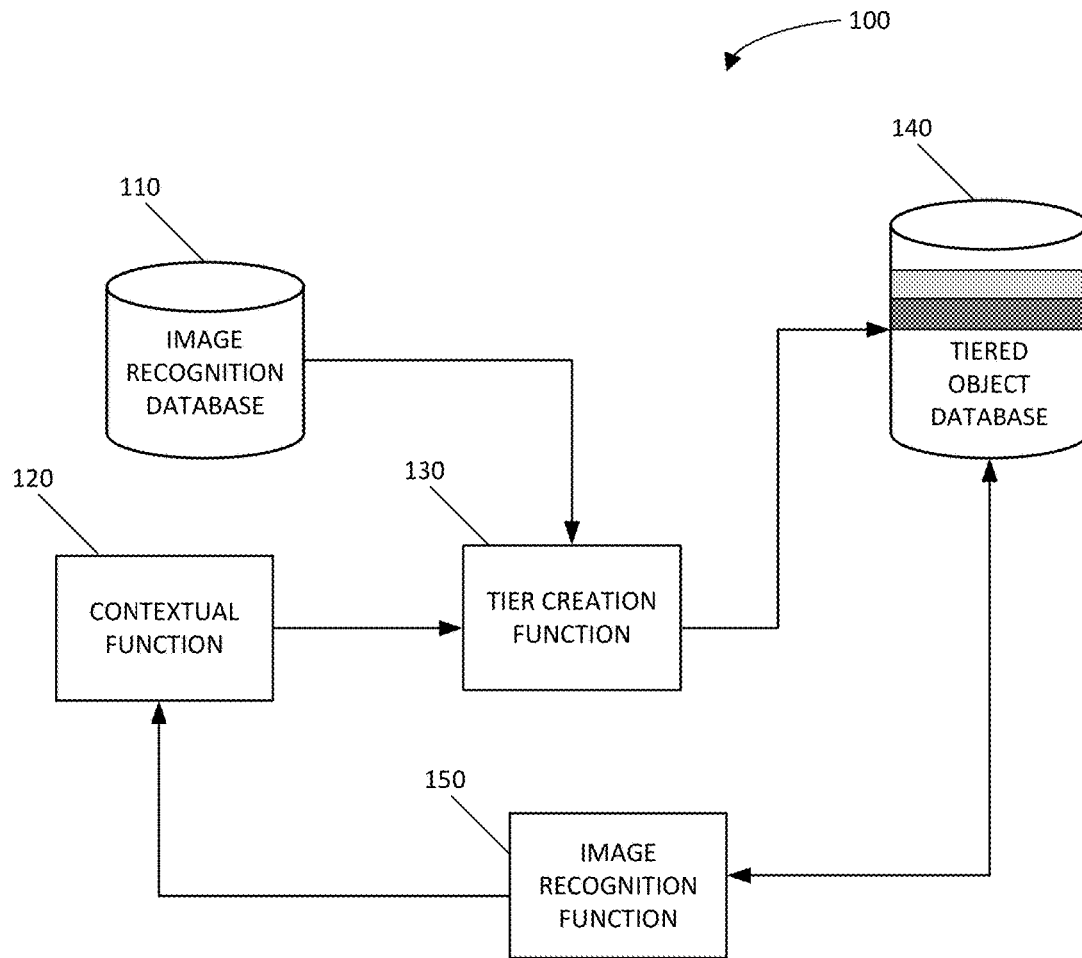 100
140
110
IMAGE
RECOGNITION
DATABASE
TIERED
OBJECT
DATABASE
120
130
CONTEXTUAL
FUNCTION
TIER CREATION
FUNCTION
150
IMAGE
RECOGNITION
FUNCTION